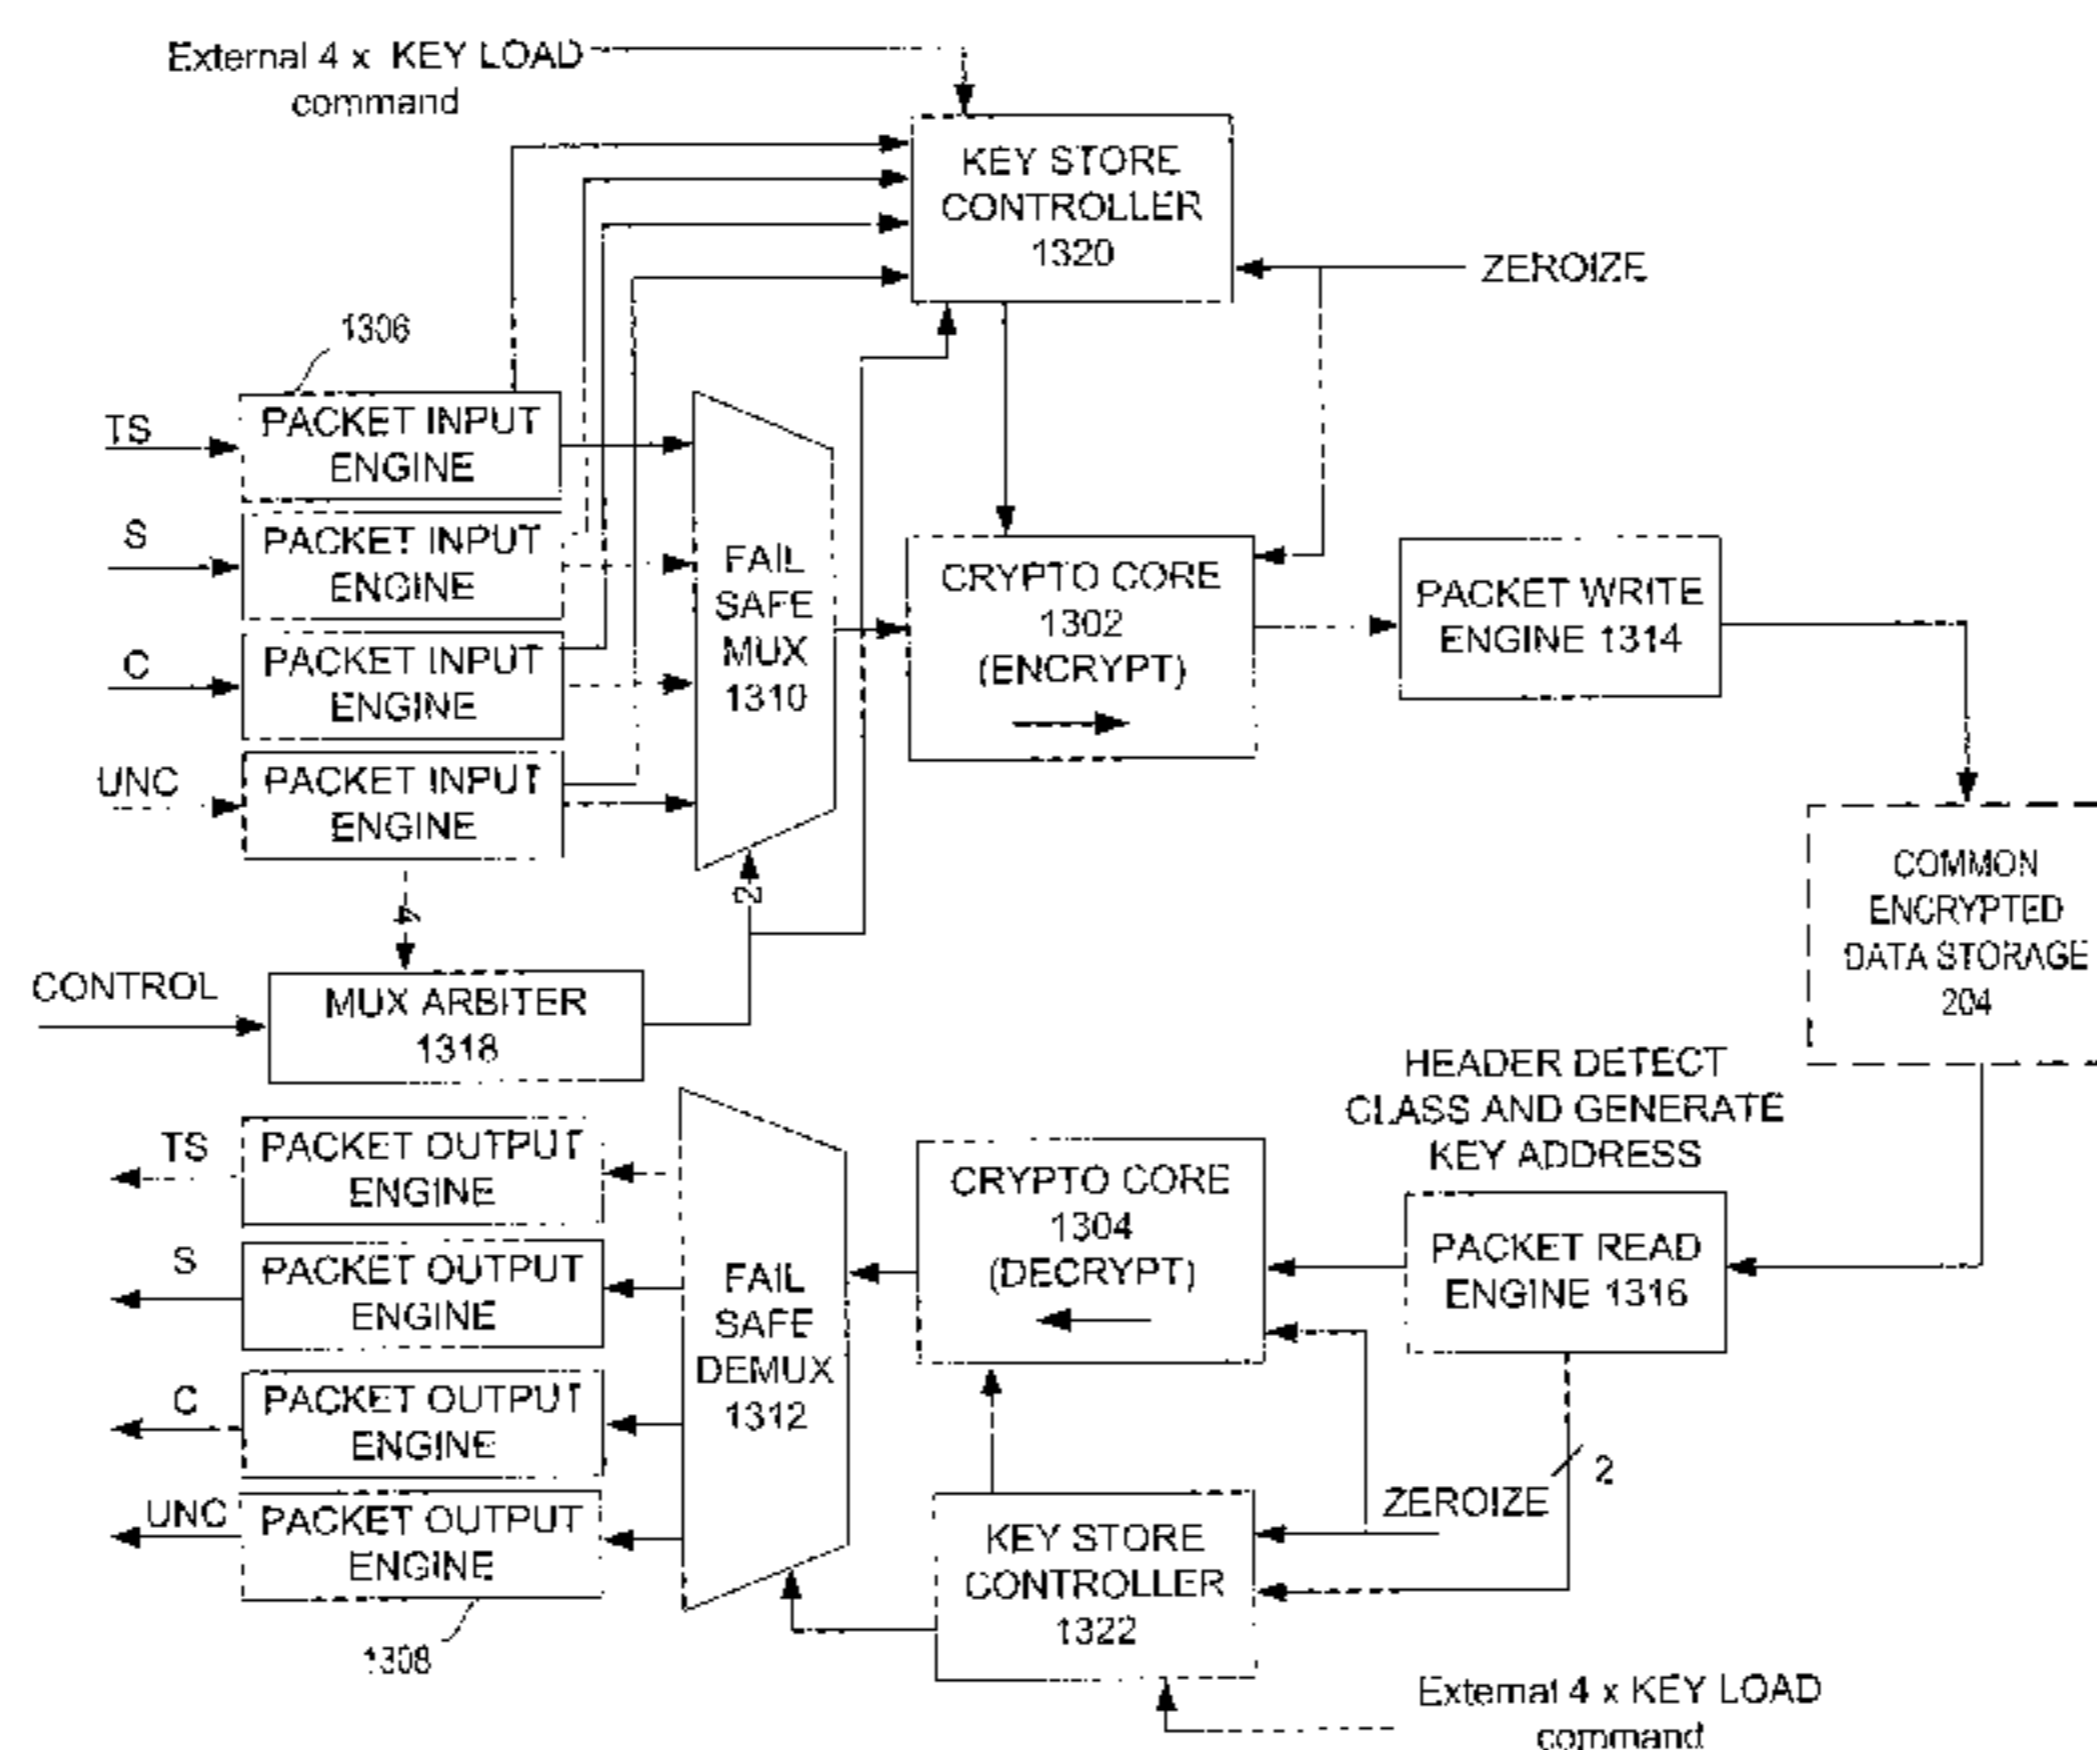 External 4 x KEY LOAD
command
KEY STORE
CONTROLLER
1320
ZEROIZE
1306
TS
PACKET INPUT
ENGINE
S
PACKET INPUT
ENGINE
C
PACKET INPUT
ENGINE
UNC
PACKET INPUT
ENGINE
FAIL
SAFE
MUX
1310
CRYPTO CORE
1302
(ENCRYPT)
PACKET WRITE
ENGINE 1314
COMMON
ENCRYPTED
DATA STORAGE
204
2
CONTROL
MUX ARBITER
1318
HEADER DETECT
CLASS AND GENERATE
KEY ADDRESS
TS
PACKET OUTPUT
ENGINE
S
PACKET OUTPUT
ENGINE
C
PACKET OUTPUT
ENGINE
UNC
PACKET OUTPUT
ENGINE
1308
FAIL
SAFE
DEMUX
1312
CRYPTO CORE
1304
(DECRYPT)
PACKET READ
ENGINE 1316
2
ZEROIZE
KEY STORE
CONTROLLER
1322
External 4 x KEY LOAD
command